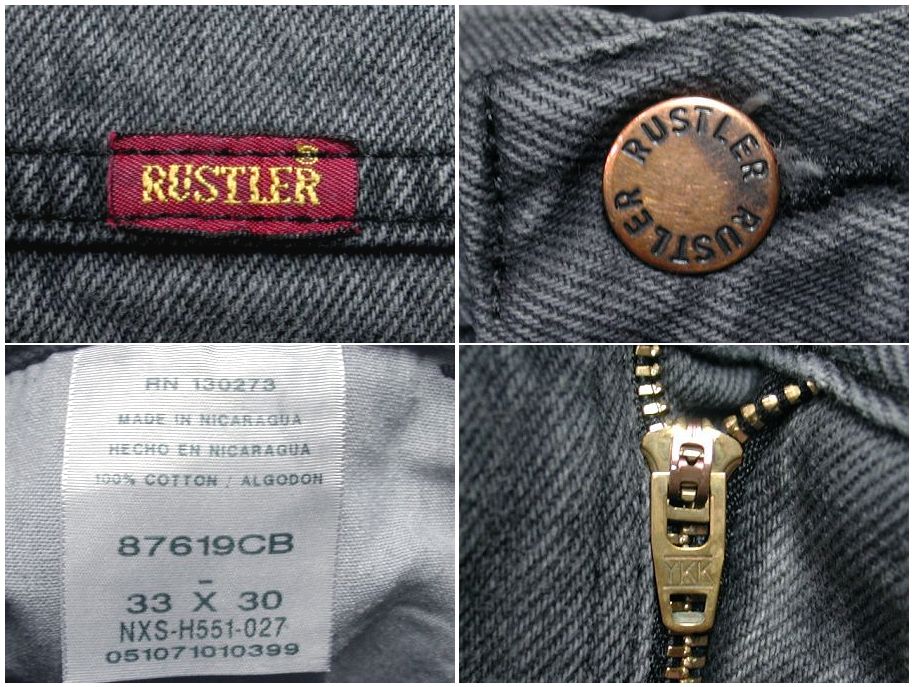 RUSTLER
RUSTLER RUSTLER
RN 130273
MADE IN NICARAGUA
HECHO EN NICARAGUA
100% COTTON / ALGODON
87619CB
-
33 X 30
NXS-H551-027
051071010399
YKK